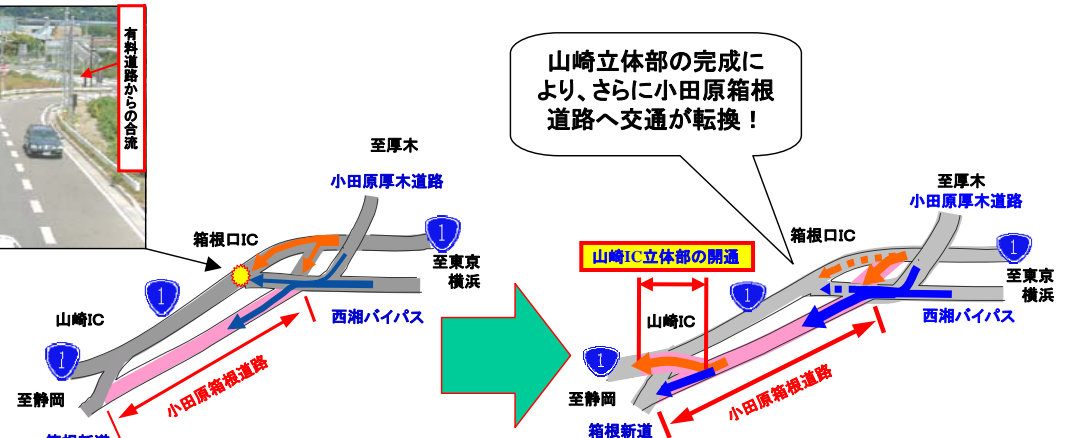 有料道路からの合流
至厚木
小田原厚木道路
箱根口IC
1
至東京
横浜
1
山崎IC
西湘バイパス
1
至静岡
小田原箱根道路
箱根新道
山崎立体部の完成に
より、さらに小田原箱根
道路へ交通が転換！
至厚木
小田原厚木道路
箱根口IC
1
山崎IC立体部の開通
至東京
横浜
1
山崎IC
西湘バイパス
1
至静岡
小田原箱根道路
箱根新道